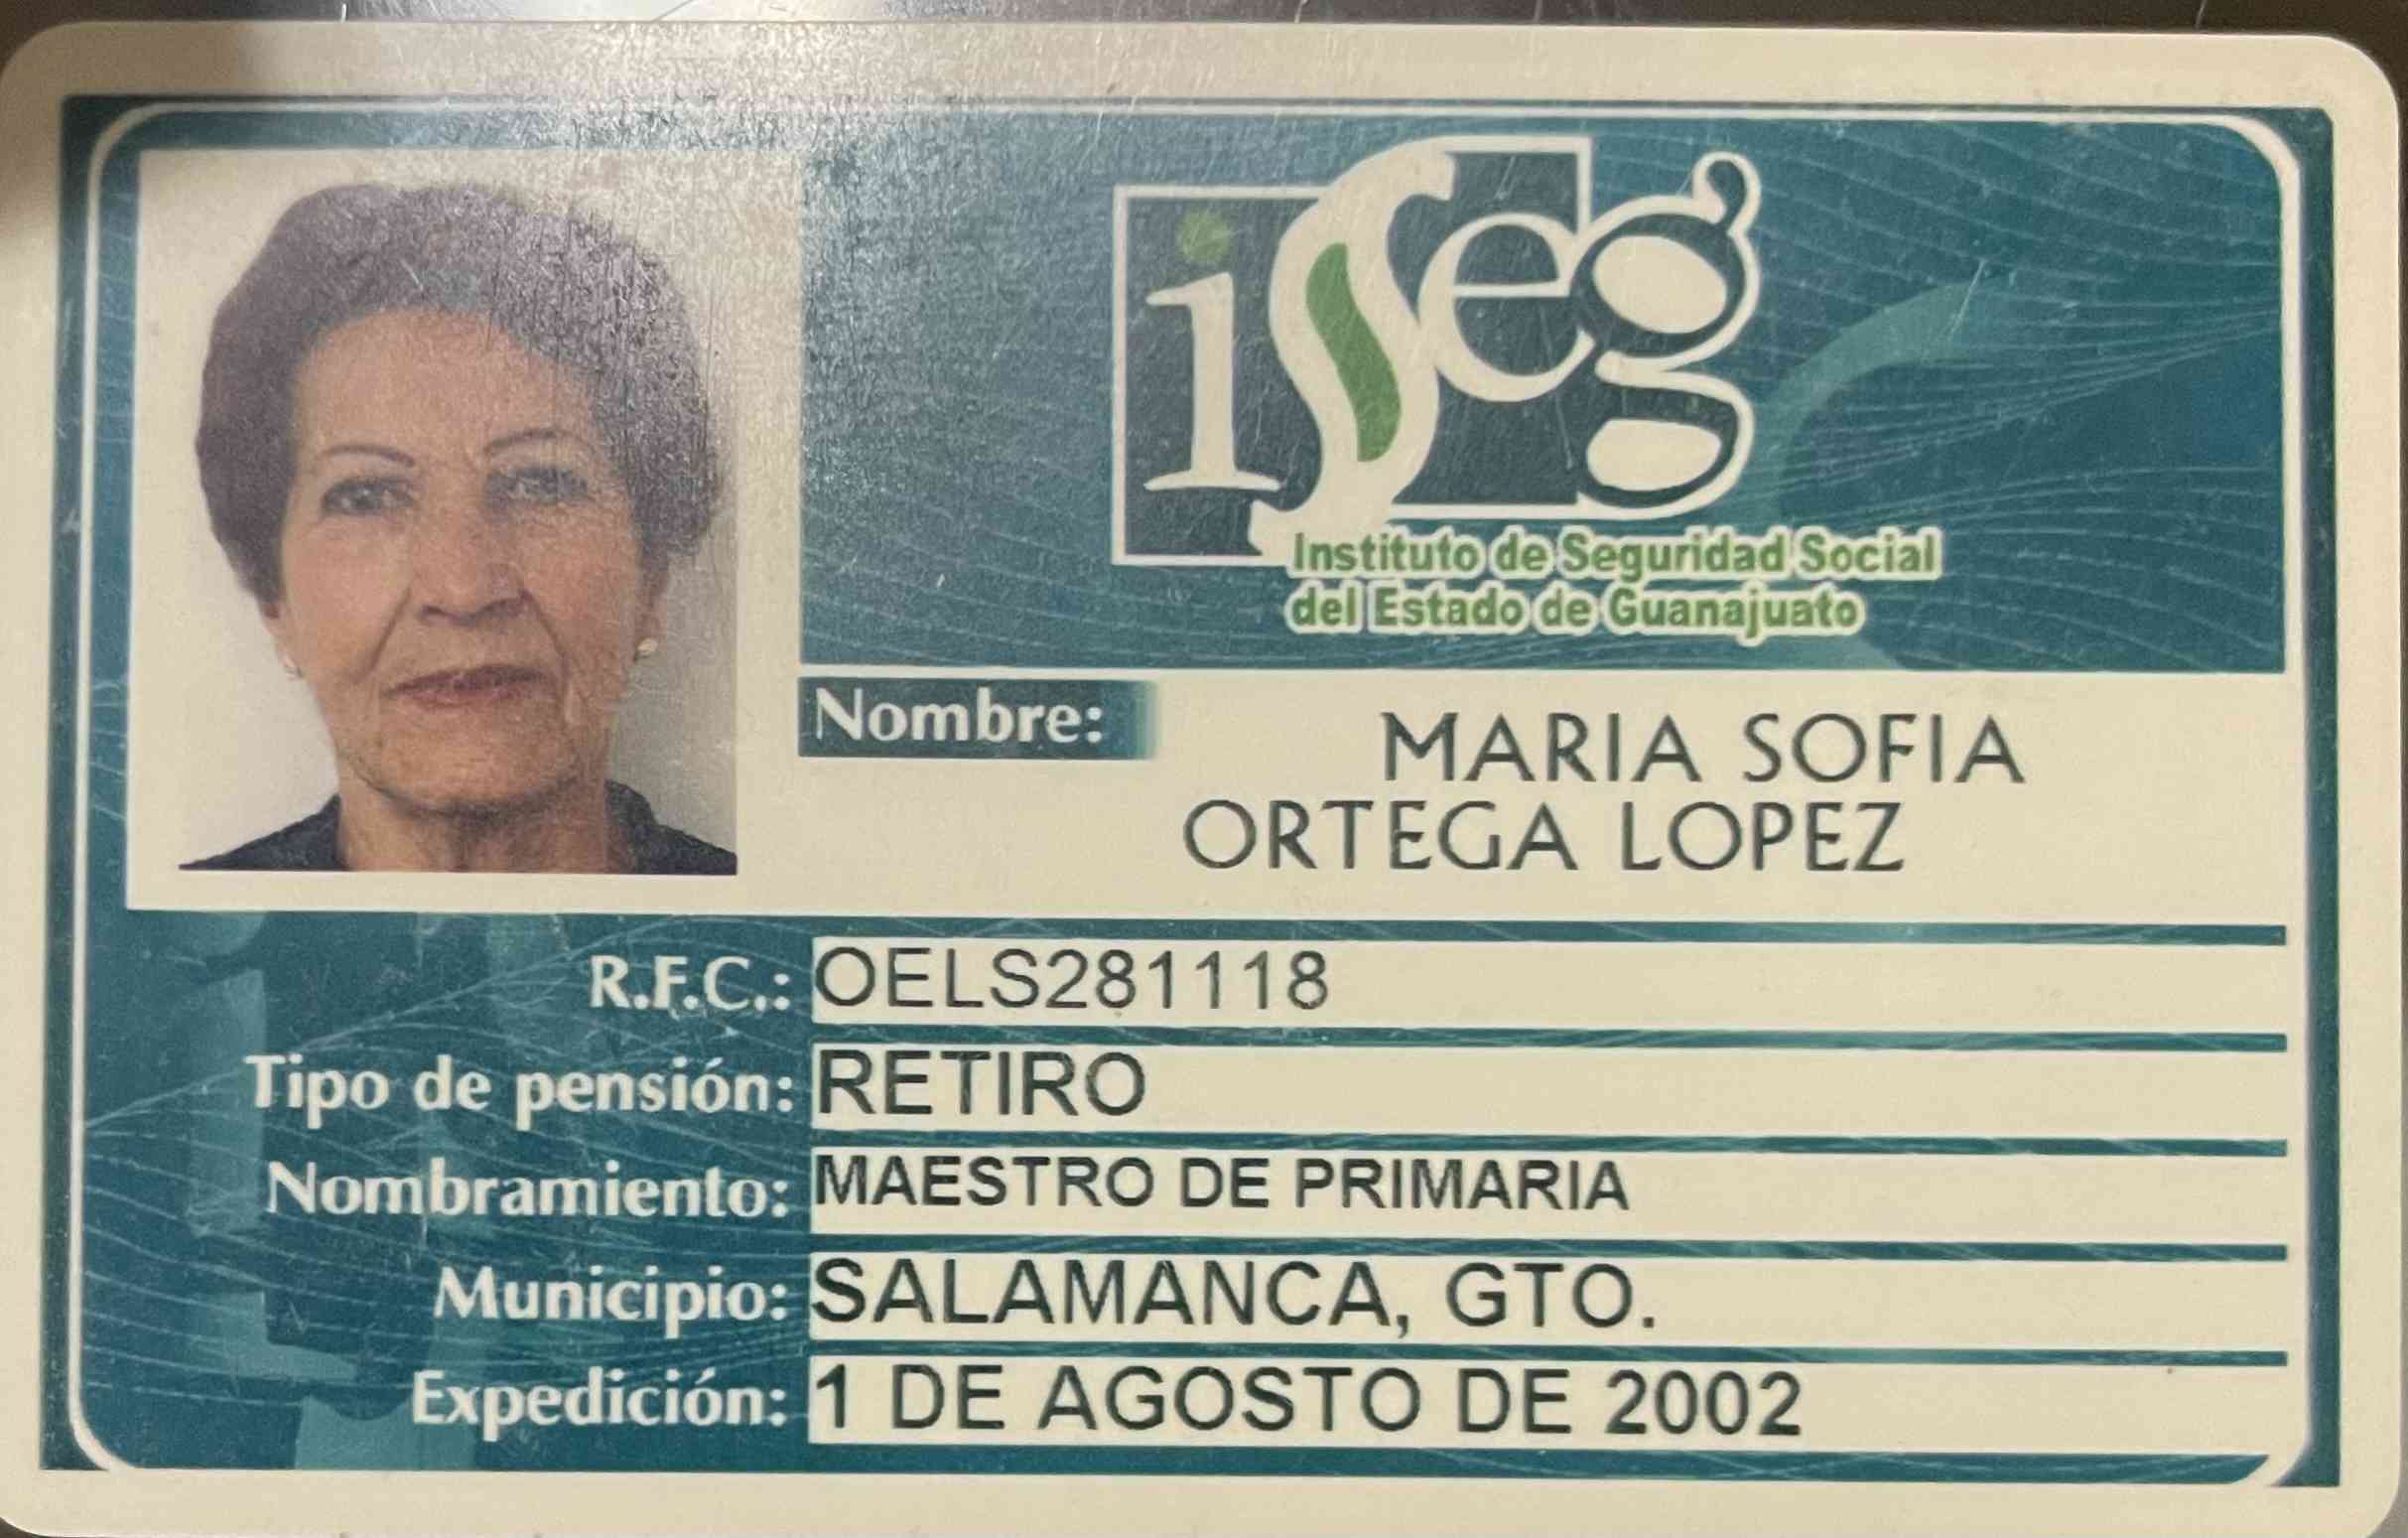 isseg
Instituto de Seguridad Social
del Estado de Guanajuato
Nombre: MARIA SOFIA
ORTEGA LOPEZ
R.F.C.: OELS281118
Tipo de pensión: RETIRO
Nombramiento: MAESTRO DE PRIMARIA
Municipio: SALAMANCA, GTO.
Expedición: 1 DE AGOSTO DE 2002